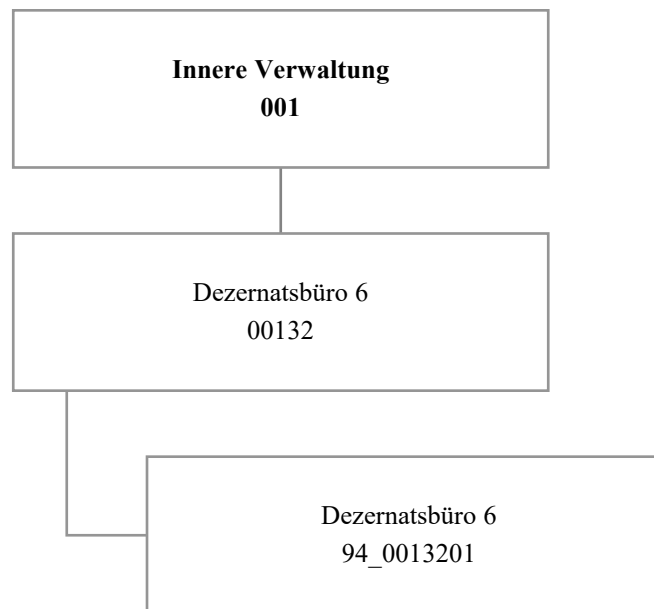 Innere Verwaltung
001
Dezernatsbüro 6
00132
Dezernatsbüro 6
94_0013201